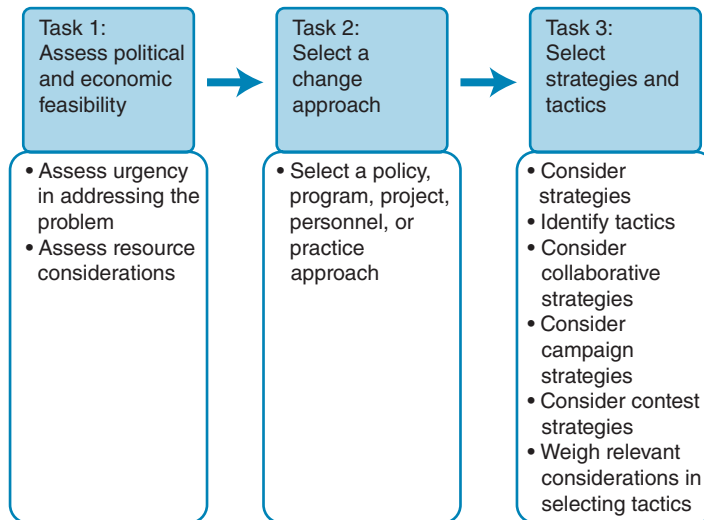 Task 1:
Assess political
and economic
feasibility
• Assess urgency
in addressing the
problem
• Assess resource
considerations
Task 2:
Select a
change
approach
• Select a policy,
program, project,
personnel, or
practice
approach
Task 3:
Select
strategies and
tactics
• Consider
strategies
• Identify tactics
• Consider
collaborative
strategies
• Consider
campaign
strategies
• Consider contest
strategies
• Weigh relevant
considerations in
selecting tactics